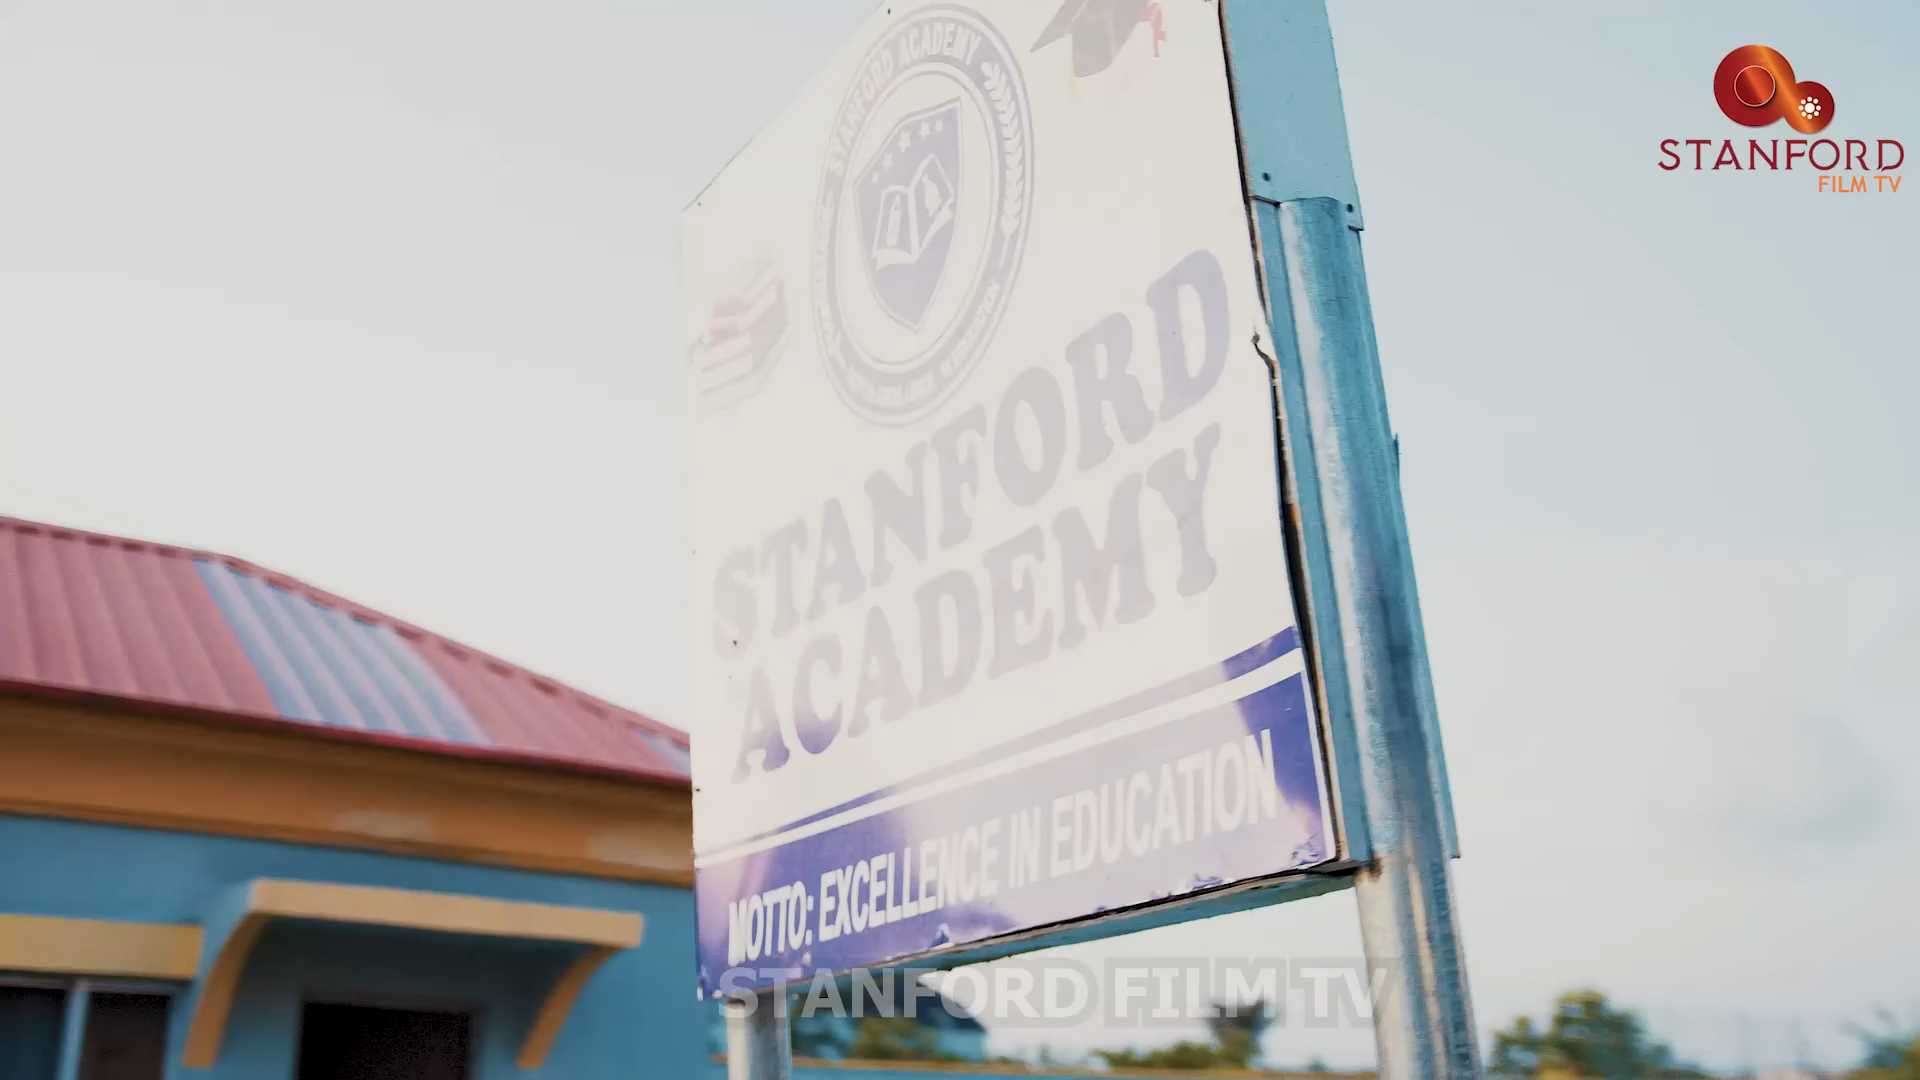 STANFORD ACADEMY
STANFORD
FILM TV
STANFORD
ACADEMY
MOTTO: EXCELLENCE IN EDUCATION
STANFORD FILM TV